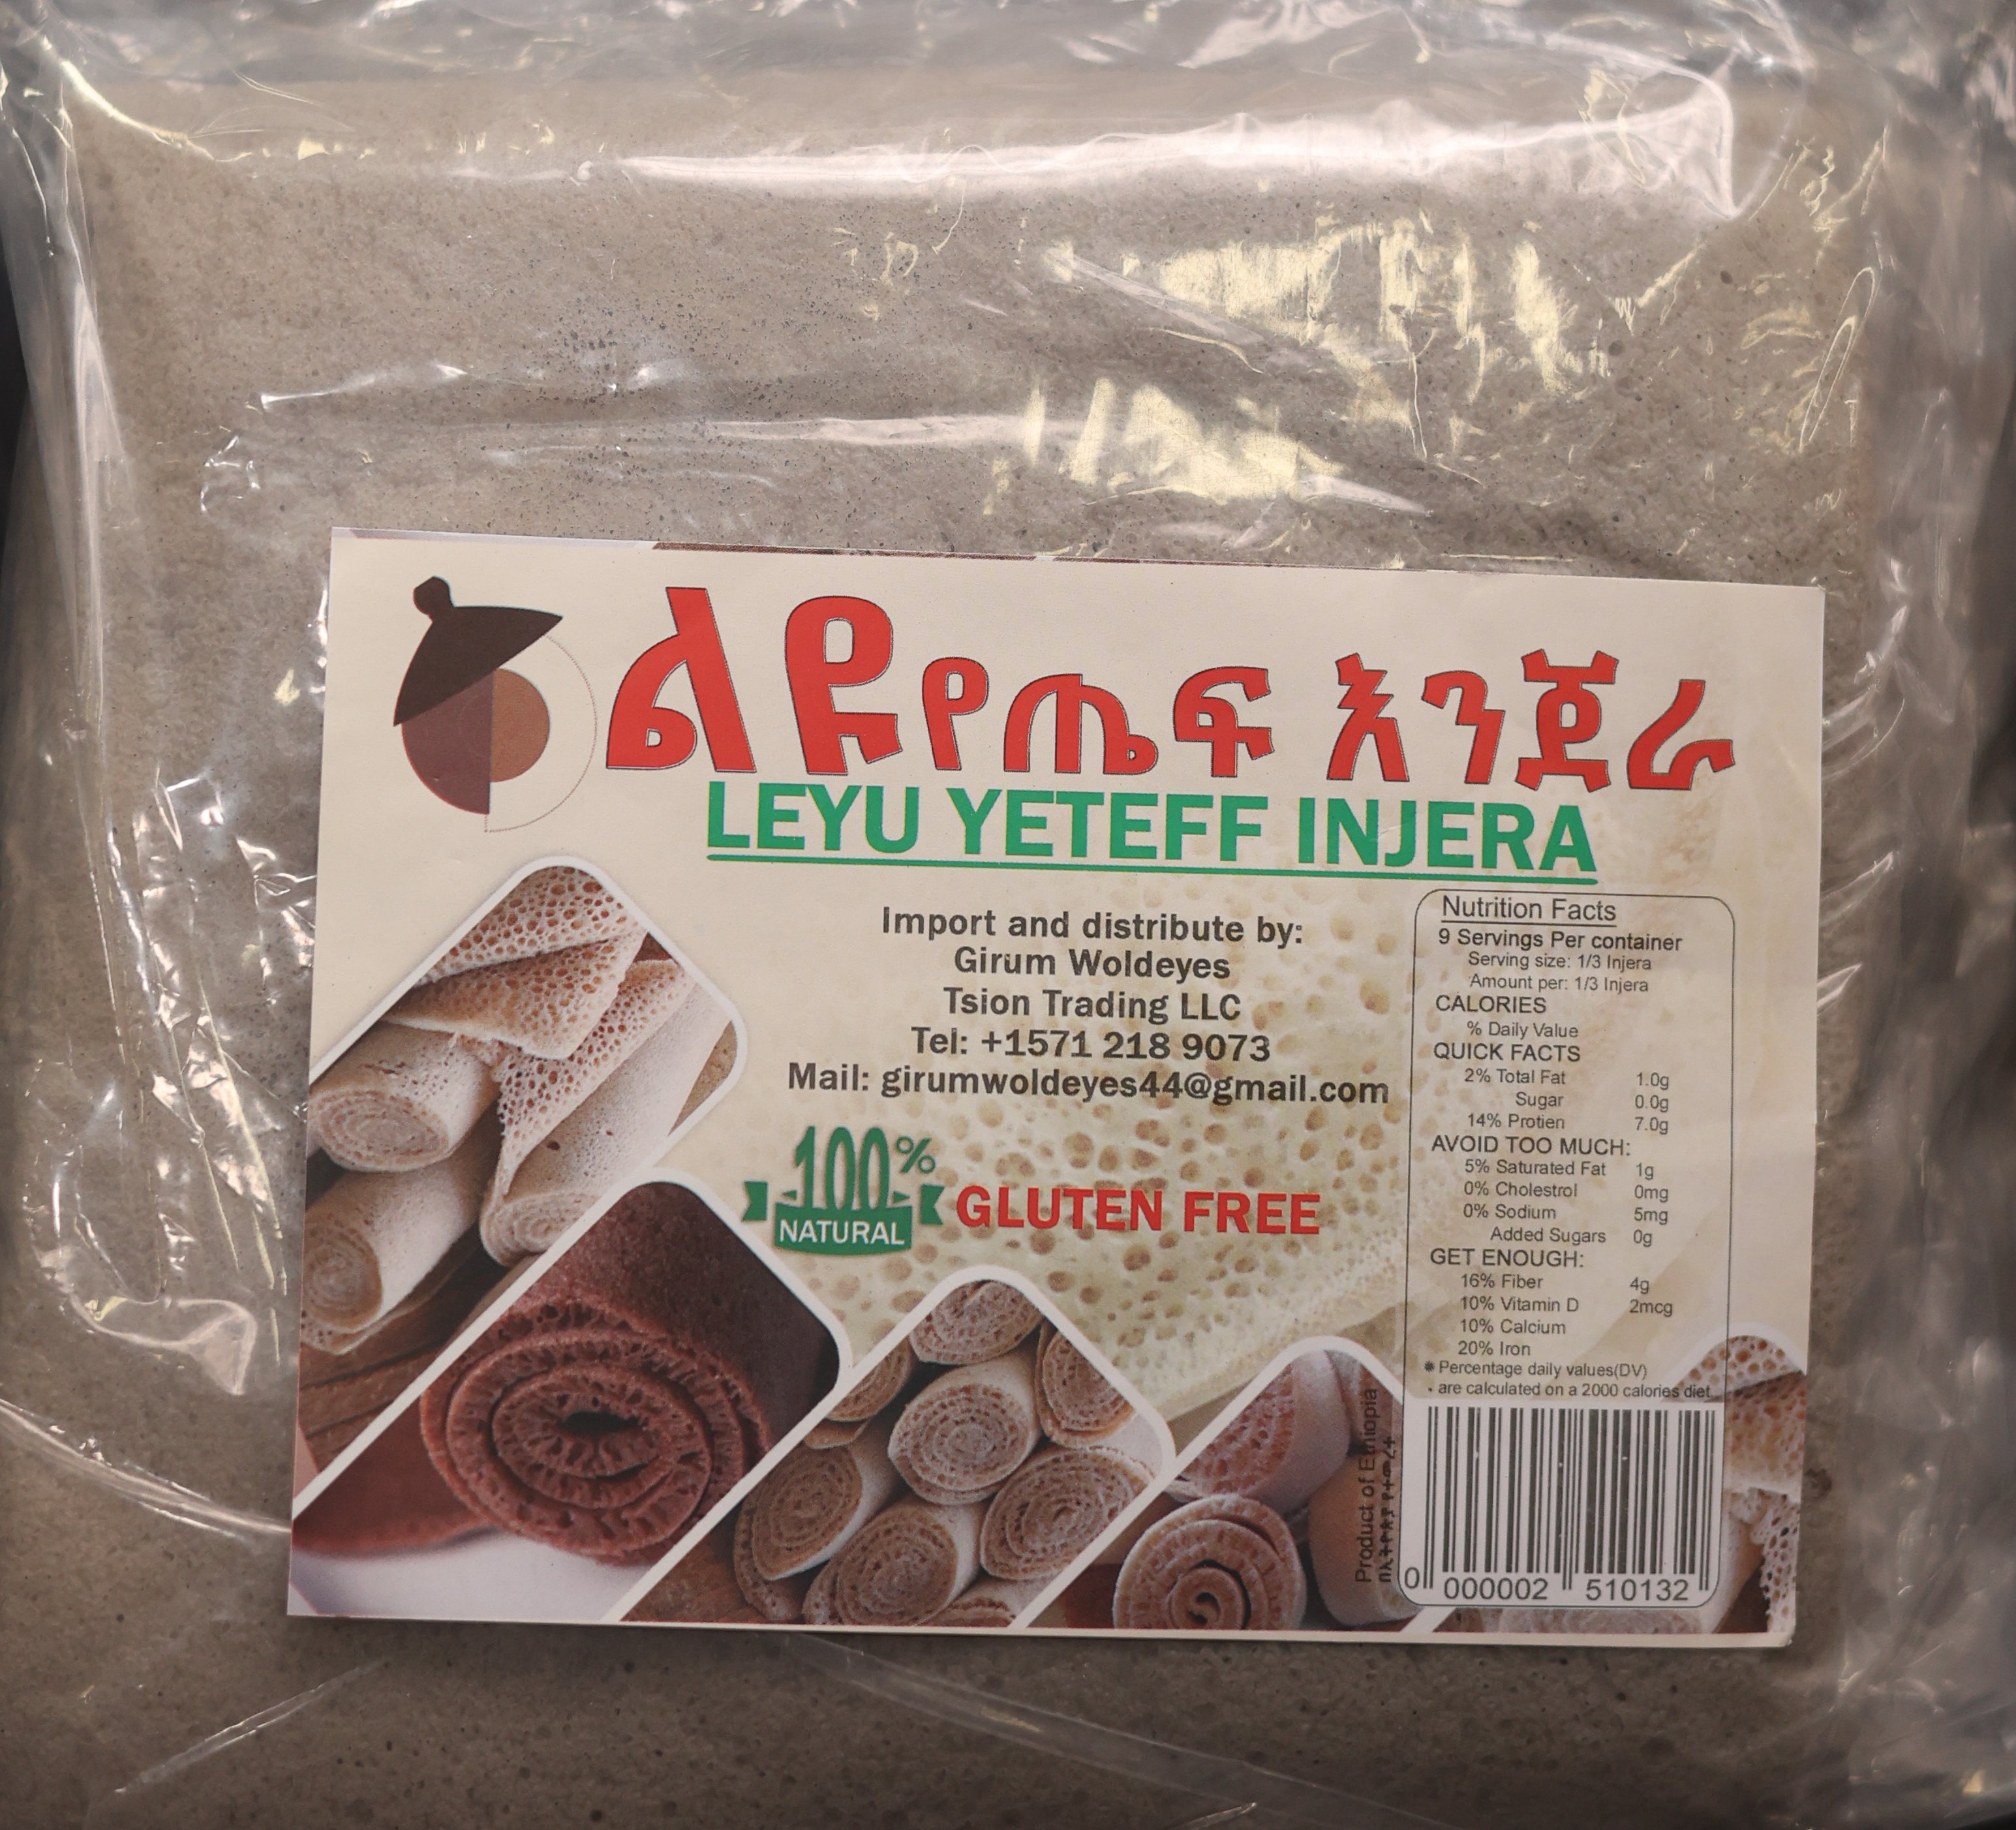 ልዩ የጤፍ እንጀራ
LEYU YETEFF INJERA
Import and distribute by:
Girum Woldeyes
Tsion Trading LLC
Tel: +1571 218 9073
Mail: girumwoldeyes44@gmail.com
100%
NATURAL
GLUTEN FREE
Nutrition Facts
9 Servings Per container
Serving size: 1/3 Injera
Amount per: 1/3 Injera
CALORIES
% Daily Value
QUICK FACTS
2% Total Fat 1.0g
Sugar 0.0g
14% Protien 7.0g
AVOID TOO MUCH:
5% Saturated Fat 1g
0% Cholestrol 0mg
0% Sodium 5mg
Added Sugars 0g
GET ENOUGH:
16% Fiber 4g
10% Vitamin D 2mcg
10% Calcium
20% Iron
* Percentage daily values(DV)
- are calculated on a 2000 calories diet
Product of Ethiopia
በኢትዮጵያ የተመረተ
0 000002 510132